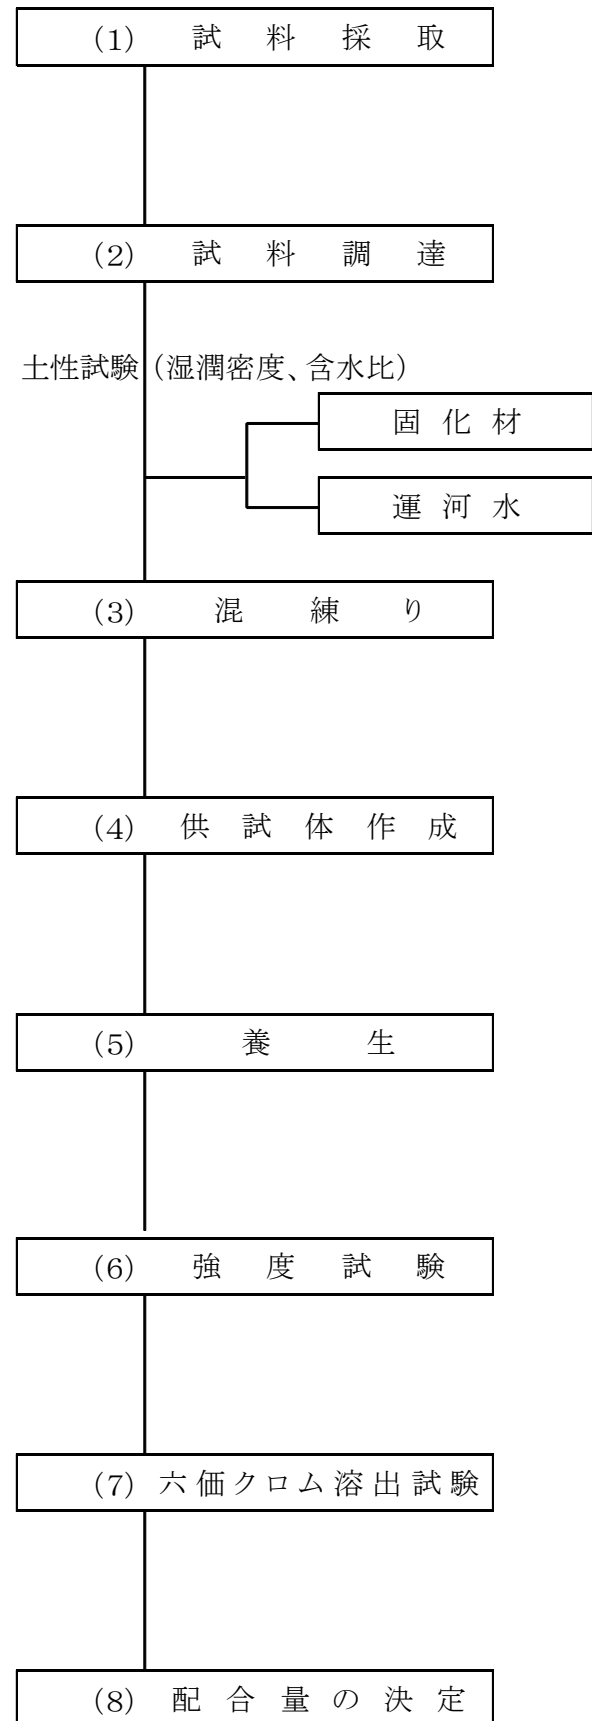 (1) 試料採取
(2) 試料調達
土性試験（湿潤密度、含水比）
固化材
運河水
(3) 混練り
(4) 供試体作成
(5) 養生
(6) 強度試験
(7) 六価クロム溶出試験
(8) 配合量の決定